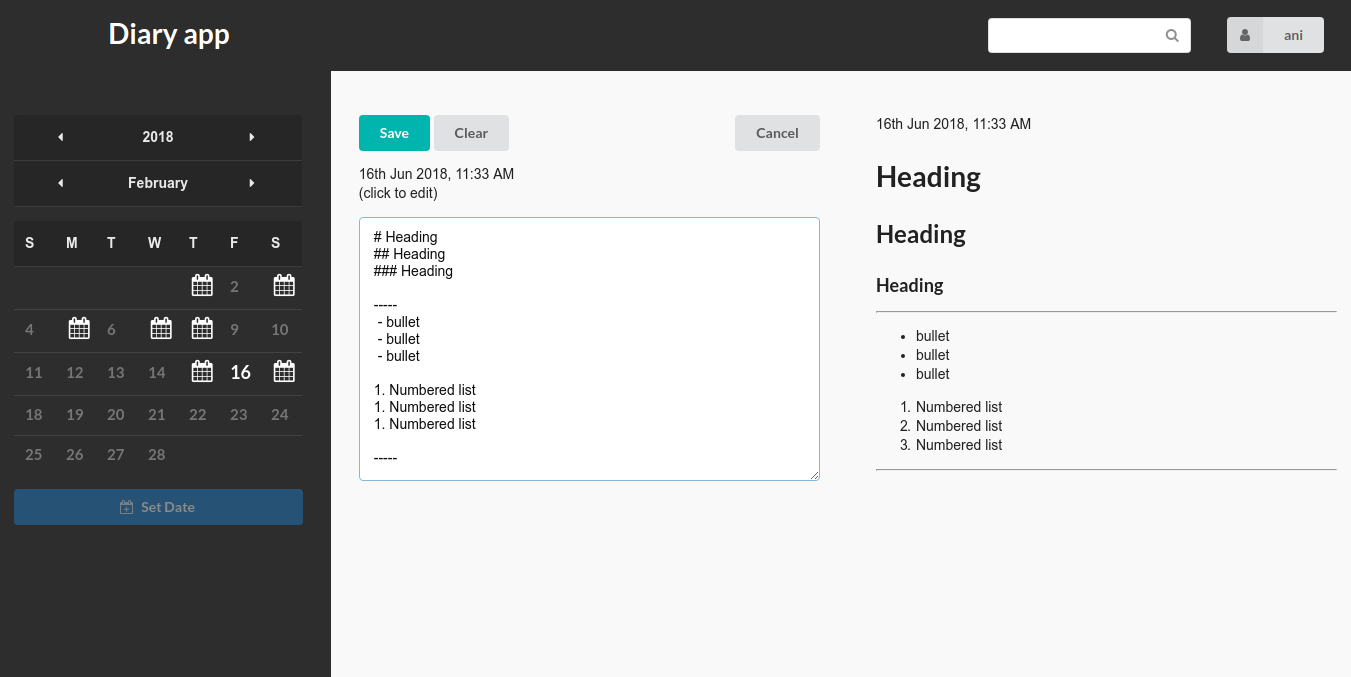 Diary app
ani
2018
February
S M T W T F S
2
4 6 9 10
11 12 13 14 16
18 19 20 21 22 23 24
25 26 27 28
Set Date
Save Clear Cancel
16th Jun 2018, 11:33 AM
(click to edit)
# Heading
## Heading
### Heading
-----
- bullet
- bullet
- bullet
1. Numbered list
1. Numbered list
1. Numbered list
-----
16th Jun 2018, 11:33 AM
Heading
Heading
Heading
• bullet
• bullet
• bullet
1. Numbered list
2. Numbered list
3. Numbered list